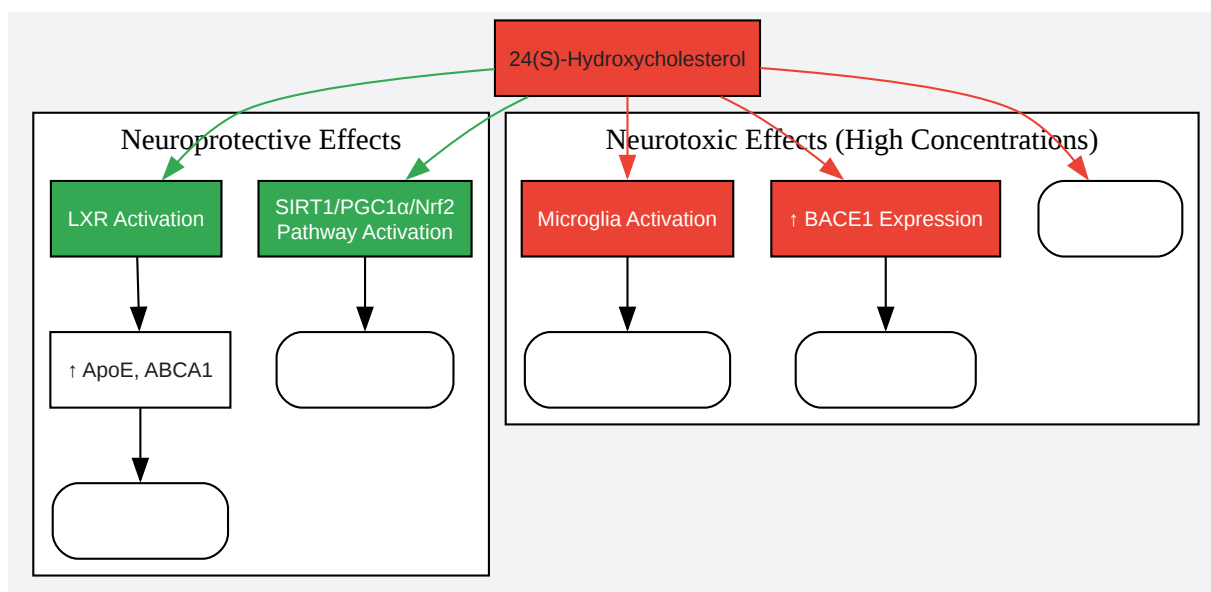 24(S)-Hydroxycholesterol
Neuroprotective Effects
Neurotoxic Effects (High Concentrations)
LXR Activation
SIRT1/PGC1α/Nrf2
Pathway Activation
Microglia Activation
↑ BACE1 Expression
↑ ApoE, ABCA1